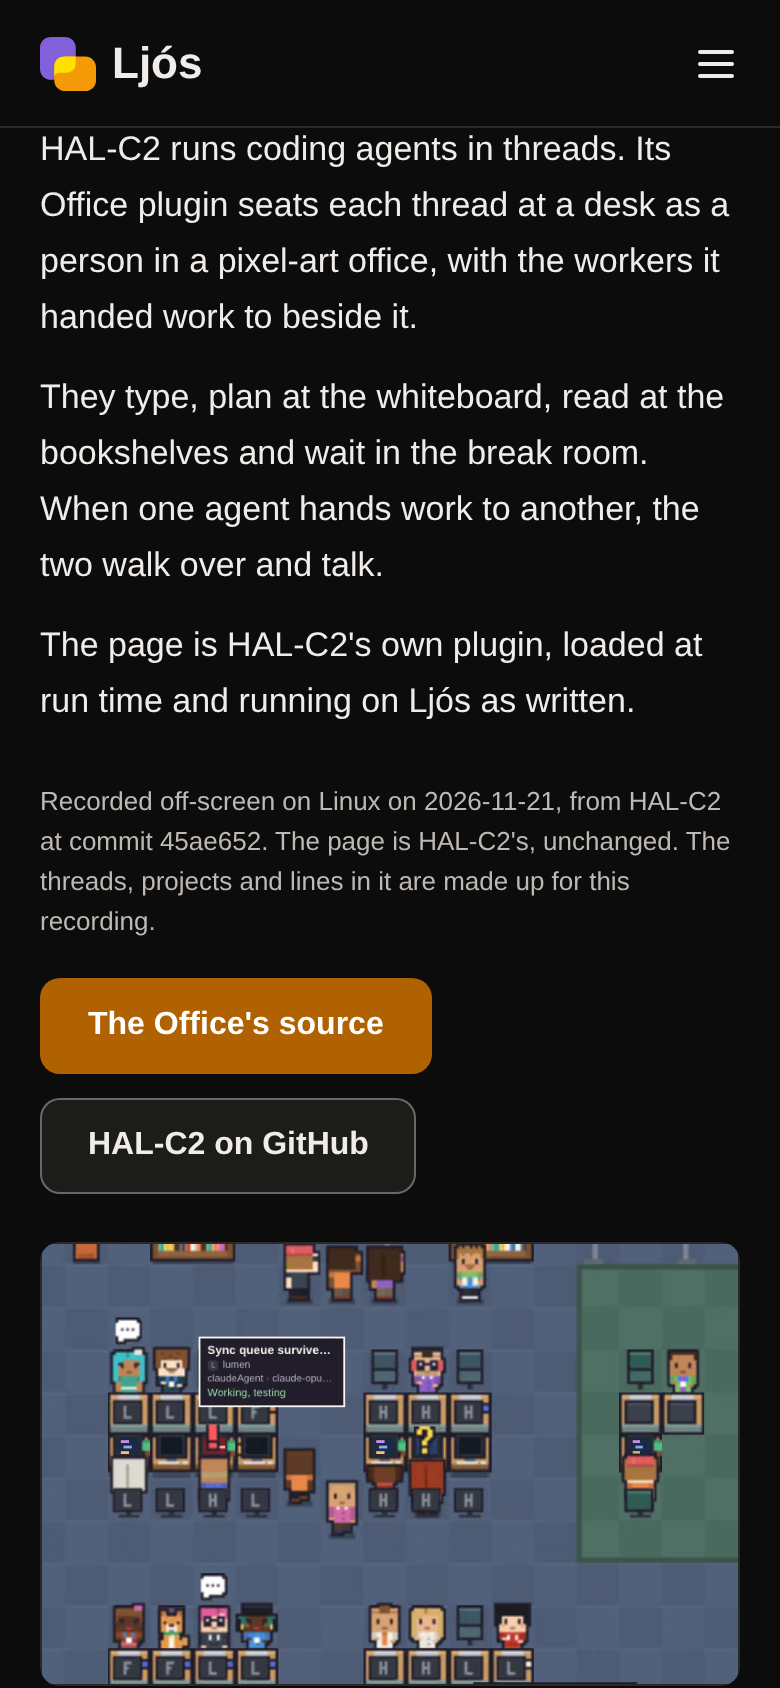 Ljós
HAL-C2 runs coding agents in threads. Its
Office plugin seats each thread at a desk as a
person in a pixel-art office, with the workers it
handed work to beside it.
They type, plan at the whiteboard, read at the
bookshelves and wait in the break room.
When one agent hands work to another, the
two walk over and talk.
The page is HAL-C2's own plugin, loaded at
run time and running on Ljós as written.
Recorded off-screen on Linux on 2026-11-21, from HAL-C2
at commit 45ae652. The page is HAL-C2's, unchanged. The
threads, projects and lines in it are made up for this
recording.
The Office's source
HAL-C2 on GitHub
Sync queue survive…
L lumen
claudeAgent · claude-opu…
Working, testing
L L L F H H H
! ?
L L H L H H H
F F L L H H L L